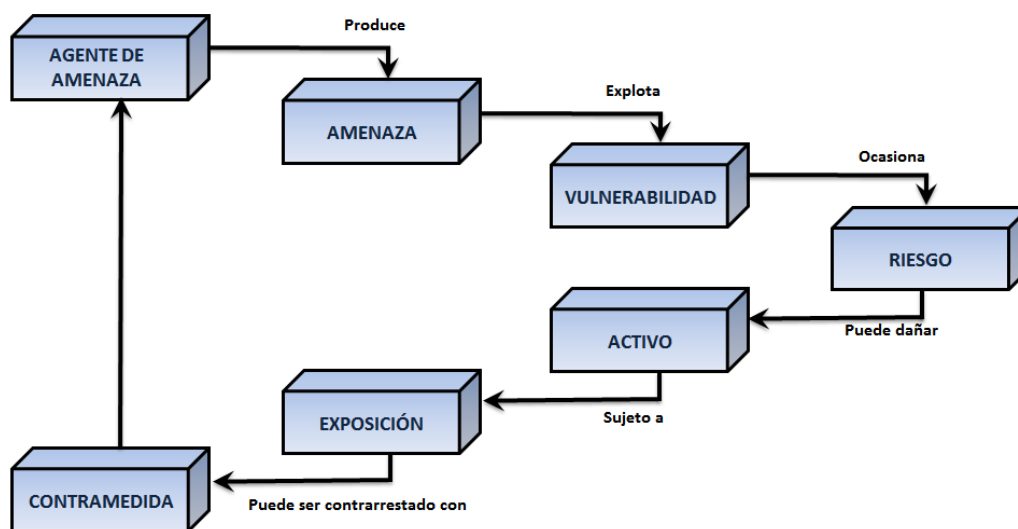 Produce
AGENTE DE
AMENAZA
AMENAZA
Explota
VULNERABILIDAD
Ocasiona
RIESGO
Puede dañar
ACTIVO
Sujeto a
EXPOSICIÓN
Puede ser contrarrestado con
CONTRAMEDIDA